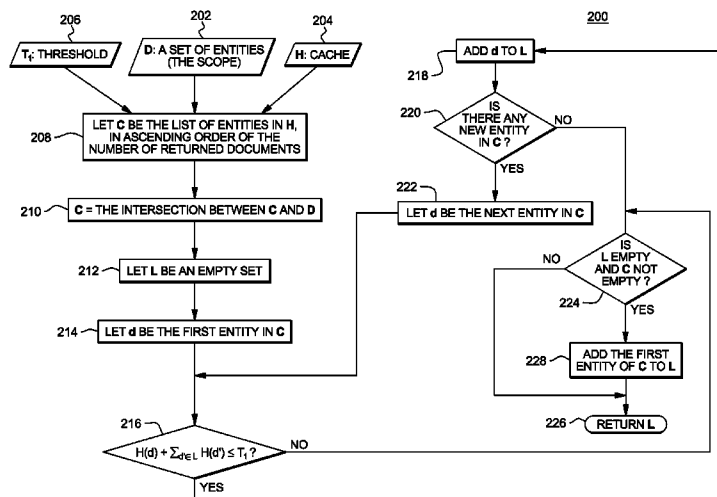 200
206
202
204
T₁: THRESHOLD
D: A SET OF ENTITIES
(THE SCOPE)
H: CACHE
208
LET C BE THE LIST OF ENTITIES IN H,
IN ASCENDING ORDER OF THE
NUMBER OF RETURNED DOCUMENTS
210
C = THE INTERSECTION BETWEEN C AND D
212
LET L BE AN EMPTY SET
214
LET d BE THE FIRST ENTITY IN C
216
H(d) + ∑d'∈L H(d') ≤ T₁ ?
NO
YES
218
ADD d TO L
220
IS
THERE ANY
NEW ENTITY
IN C ?
NO
YES
222
LET d BE THE NEXT ENTITY IN C
224
IS
L EMPTY
AND C NOT
EMPTY ?
NO
YES
228
ADD THE FIRST
ENTITY OF C TO L
226
RETURN L